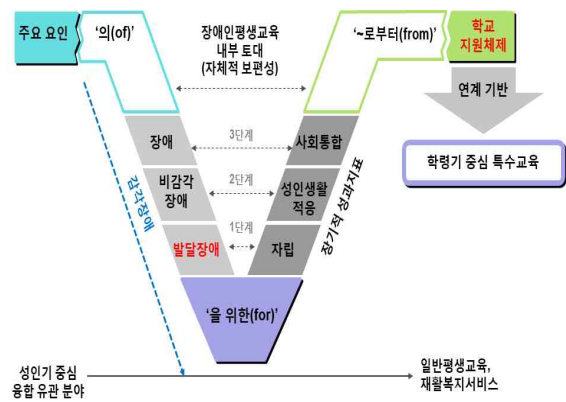 주요 요인
'의(of)'
장애인평생교육
내부 토대
(자체적 보편성)
'~로부터(from)'
학교
지원체제
연계 기반
학령기 중심 특수교육
장애
3단계
사회통합
비감각
장애
2단계
성인생활
적응
발달장애
1단계
자립
감각장애
장기적 성과지표
'을 위한(for)'
성인기 중심
융합 유관 분야
일반평생교육,
재활복지서비스